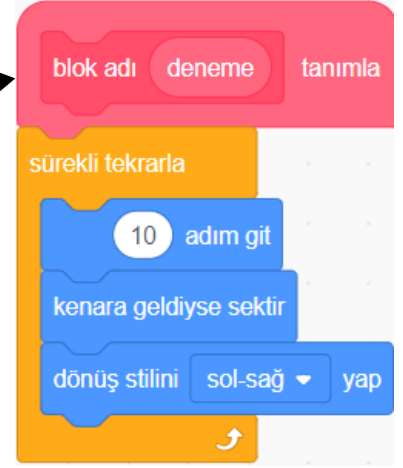 blok adı deneme tanımla
sürekli tekrarla
10 adım git
kenara geldiyse sektir
dönüş stilini sol-sağ yap